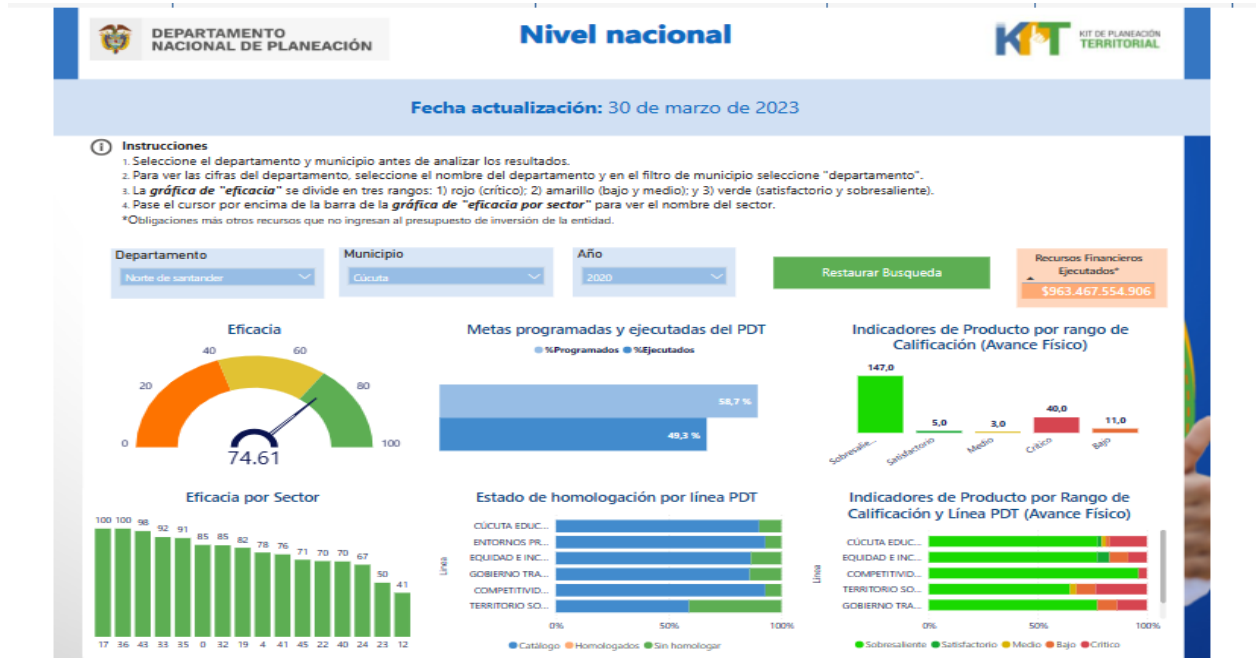 DEPARTAMENTO
NACIONAL DE PLANEACIÓN
Nivel nacional
KIT
KIT DE PLANEACIÓN
TERRITORIAL
Fecha actualización: 30 de marzo de 2023
Instrucciones
1. Seleccione el departamento y municipio antes de analizar los resultados.
2. Para ver las cifras del departamento, seleccione el nombre del departamento y en el filtro de municipio seleccione "departamento".
3. La gráfica de "eficacia" se divide en tres rangos: 1) rojo (crítico); 2) amarillo (bajo y medio); y 3) verde (satisfactorio y sobresaliente).
4. Pase el cursor por encima de la barra de la gráfica de "eficacia por sector" para ver el nombre del sector.
*Obligaciones más otros recursos que no ingresan al presupuesto de inversión de la entidad.
Departamento
Norte de santander
Municipio
Cúcuta
Año
2020
Restaurar Busqueda
Recursos Financieros
Ejecutados*
$963.467.554.906
Eficacia
0 20 40 60 80 100
74.61
Metas programadas y ejecutadas del PDT
%Programados %Ejecutados
58,7 %
49,3 %
Indicadores de Producto por rango de
Calificación (Avance Físico)
147,0 5,0 3,0 40,0 11,0
Sobresalie... Satisfactorio Medio Crítico Bajo
Eficacia por Sector
100 100 98 92 91 85 85 82 78 76 71 70 70 67 50 41
17 36 43 33 35 0 32 19 4 41 45 22 40 24 23 12
Estado de homologación por línea PDT
Línea
CÚCUTA EDUC...
ENTORNOS PR...
EQUIDAD E INC...
GOBIERNO TRA...
COMPETITIVID...
TERRITORIO SO...
0% 50% 100%
Catálogo Homologados Sin homologar
Indicadores de Producto por Rango de
Calificación y Línea PDT (Avance Físico)
Línea
CÚCUTA EDUC...
EQUIDAD E INC...
COMPETITIVID...
TERRITORIO SO...
GOBIERNO TRA...
0% 50% 100%
Sobresaliente Satisfactorio Medio Bajo Crítico